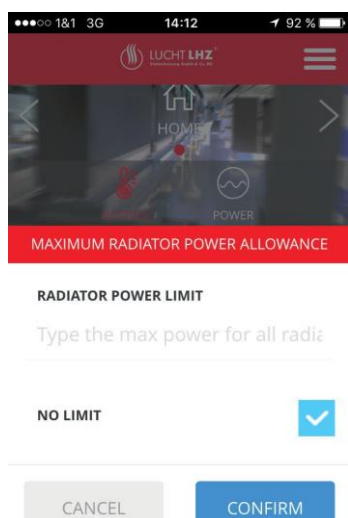 1&1 3G 14:12 92 %
LUCHT LHZ
HOME
POWER
MAXIMUM RADIATOR POWER ALLOWANCE
RADIATOR POWER LIMIT
Type the max power for all radia
NO LIMIT
CANCEL CONFIRM